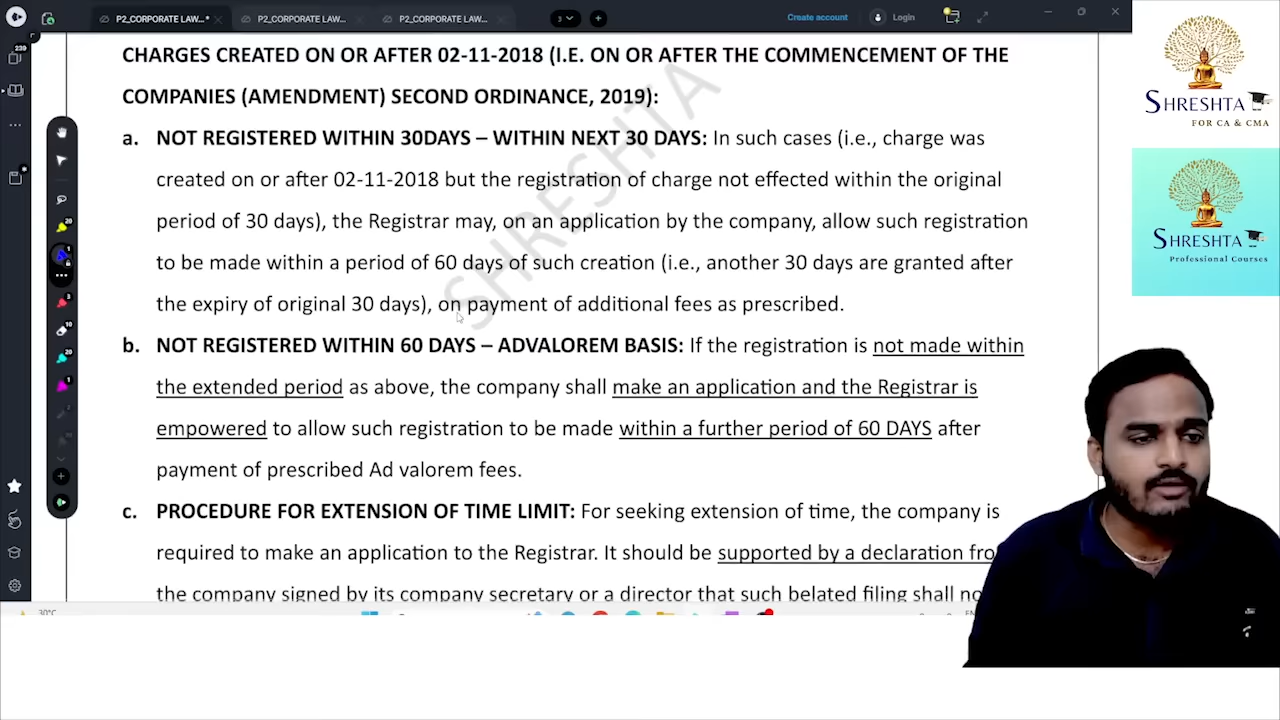 P2_CORPORATE LAW...*
P2_CORPORATE LAW...
P2_CORPORATE LAW...
3
Create account
Login
239
CHARGES CREATED ON OR AFTER 02-11-2018 (I.E. ON OR AFTER THE COMMENCEMENT OF THE
COMPANIES (AMENDMENT) SECOND ORDINANCE, 2019):
a. NOT REGISTERED WITHIN 30DAYS – WITHIN NEXT 30 DAYS: In such cases (i.e., charge was
created on or after 02-11-2018 but the registration of charge not effected within the original
period of 30 days), the Registrar may, on an application by the company, allow such registration
to be made within a period of 60 days of such creation (i.e., another 30 days are granted after
the expiry of original 30 days), on payment of additional fees as prescribed.
b. NOT REGISTERED WITHIN 60 DAYS – ADVALOREM BASIS: If the registration is not made within
the extended period as above, the company shall make an application and the Registrar is
empowered to allow such registration to be made within a further period of 60 DAYS after
payment of prescribed Ad valorem fees.
c. PROCEDURE FOR EXTENSION OF TIME LIMIT: For seeking extension of time, the company is
required to make an application to the Registrar. It should be supported by a declaration fro
the company signed by its company secretary or a director that such belated filing shall no
SHRESHTA
SHRESHTA
FOR CA & CMA
SHRESHTA
Professional Courses
30°C